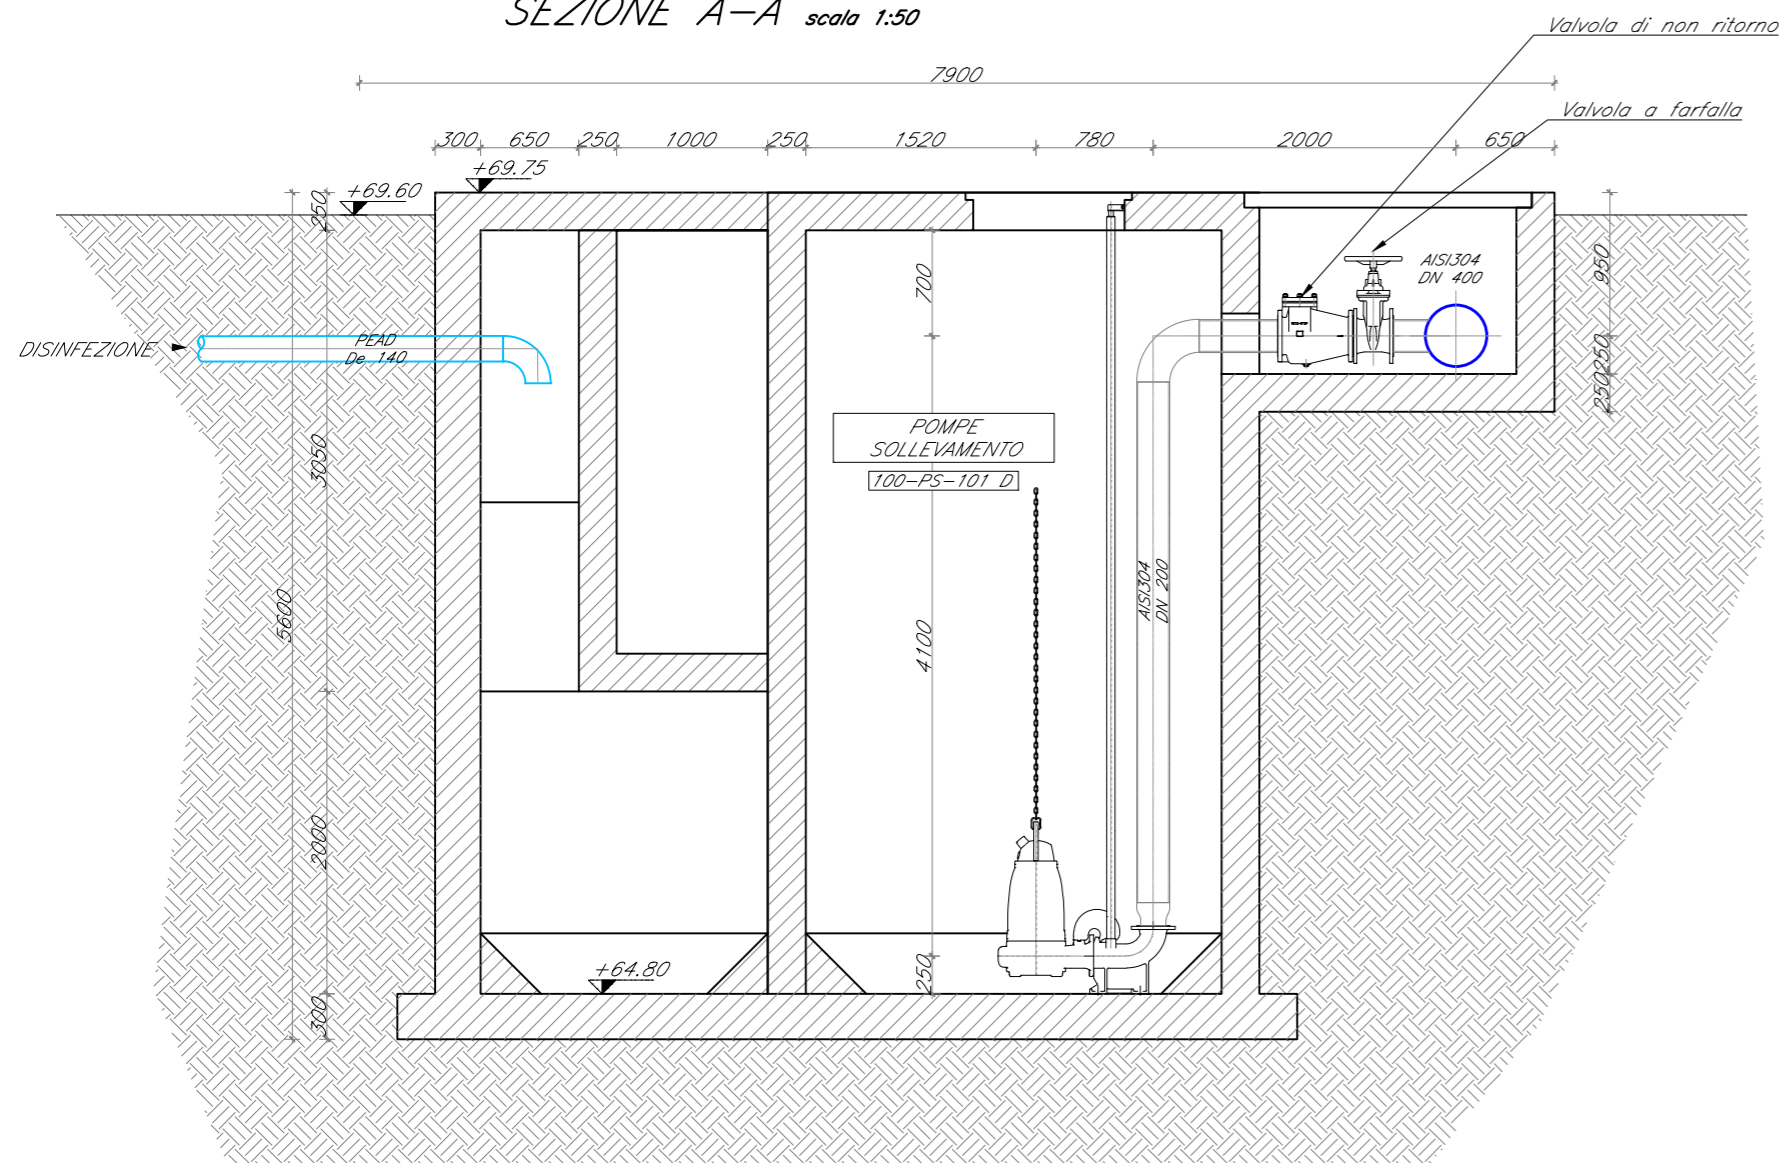 SEZIONE A-A scala 1:50
Valvola di non ritorno
7900
Valvola a farfalla
300 650 250 1000 250 1520 780 2000 650
+69.75
+69.60
250
3050
2000
300
5600
DISINFEZIONE
PEAD
De 140
700
4100
250
POMPE
SOLLEVAMENTO
100-PS-101 D
AISI304
DN 200
AISI304
DN 400
950
250
250
+64.80